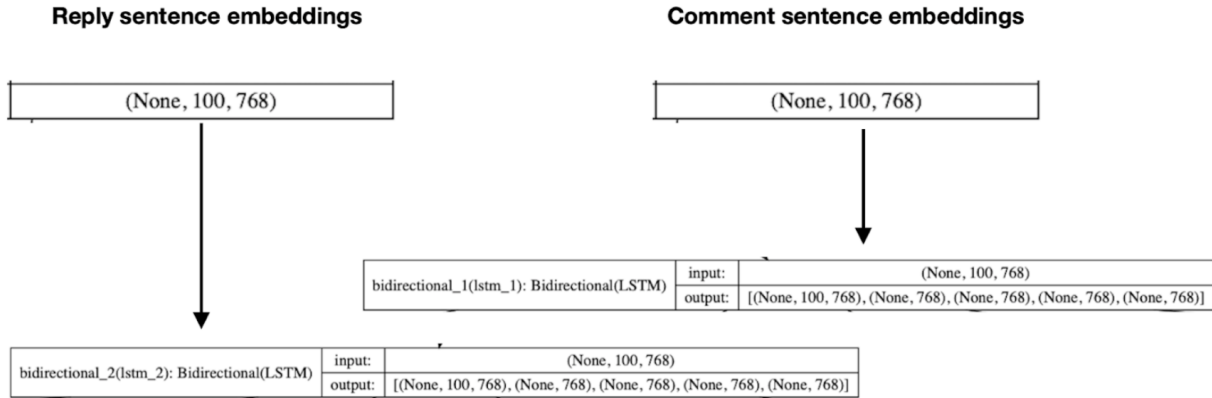 Reply sentence embeddings
Comment sentence embeddings
(None, 100, 768)
(None, 100, 768)
bidirectional_1(lstm_1): Bidirectional(LSTM)
input:
(None, 100, 768)
output:
[(None, 100, 768), (None, 768), (None, 768), (None, 768), (None, 768)]
bidirectional_2(lstm_2): Bidirectional(LSTM)
input:
(None, 100, 768)
output:
[(None, 100, 768), (None, 768), (None, 768), (None, 768), (None, 768)]